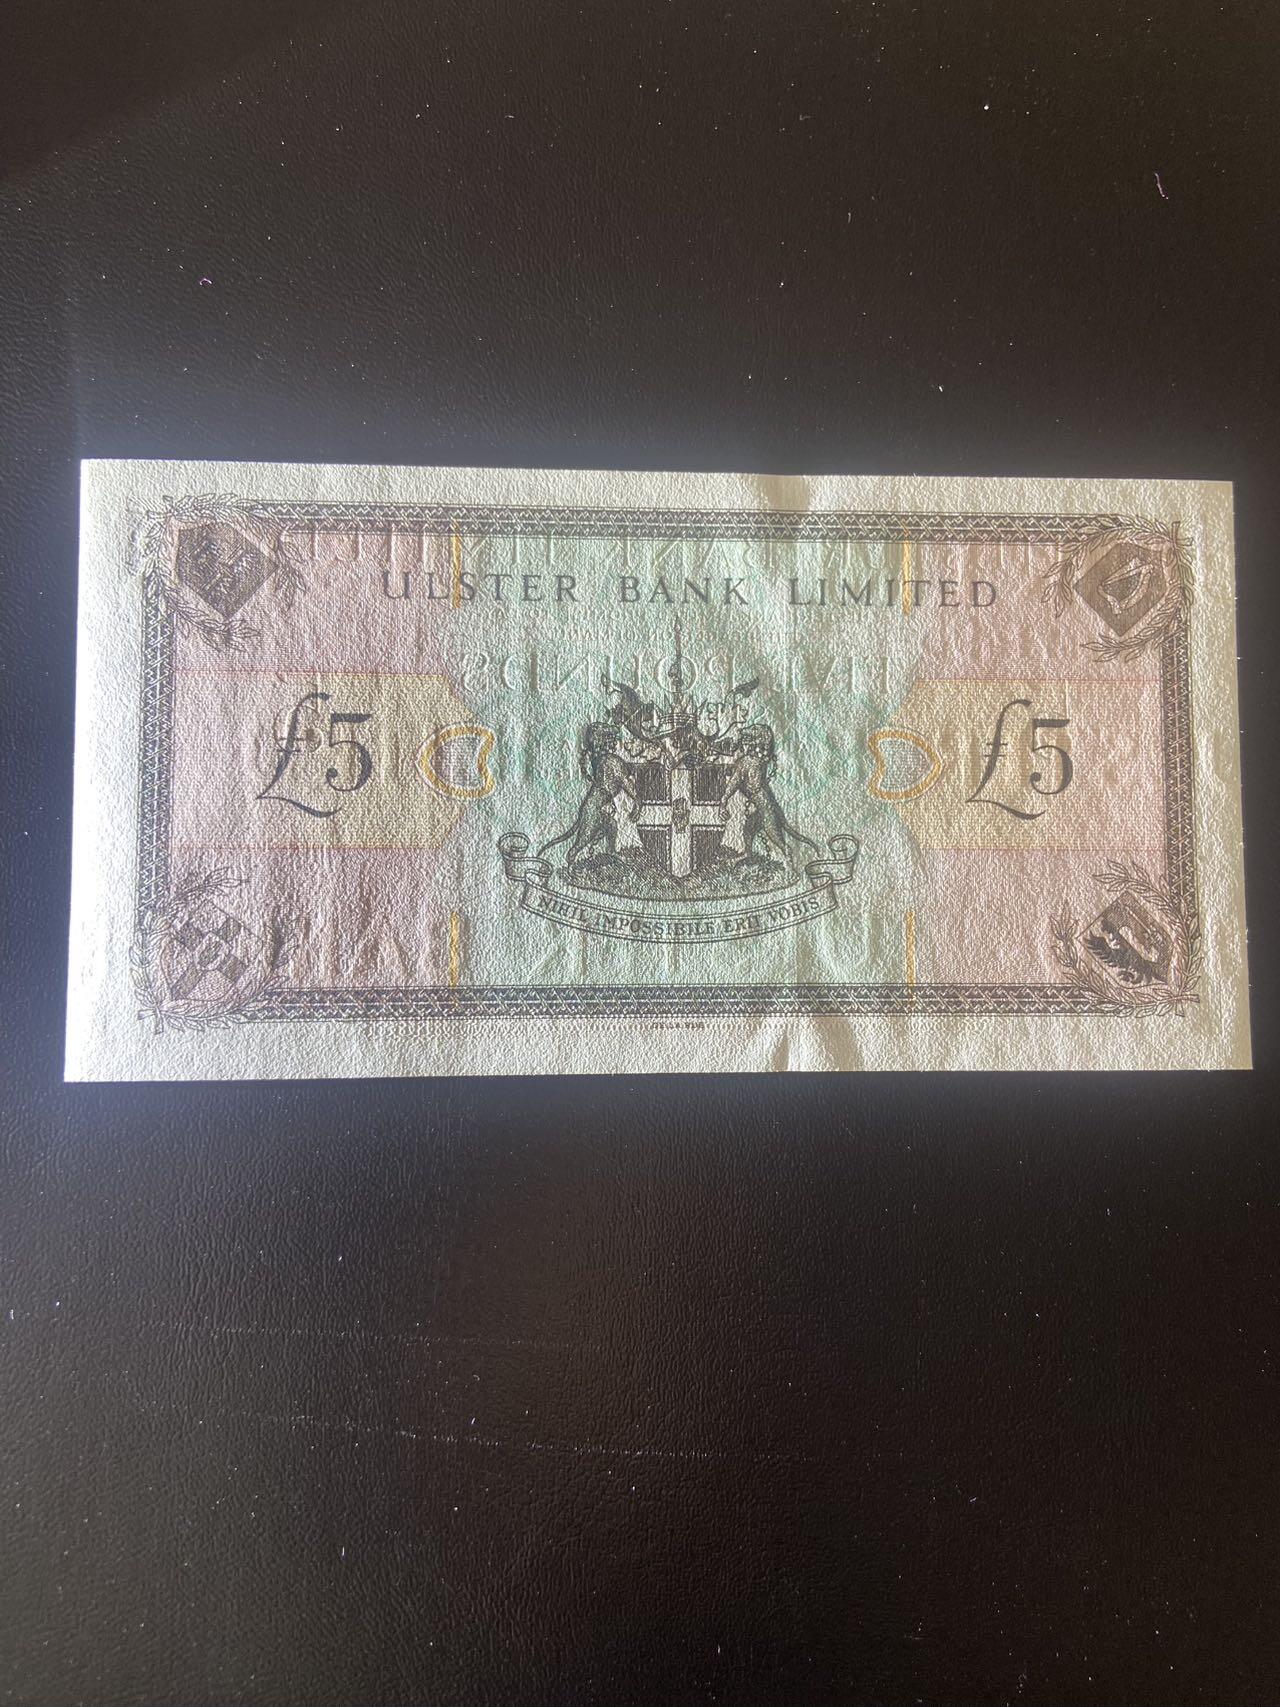 ULSTER BANK LIMITED
£5
£5
NIHIL IMPOSSIBILE ERIT VOBIS